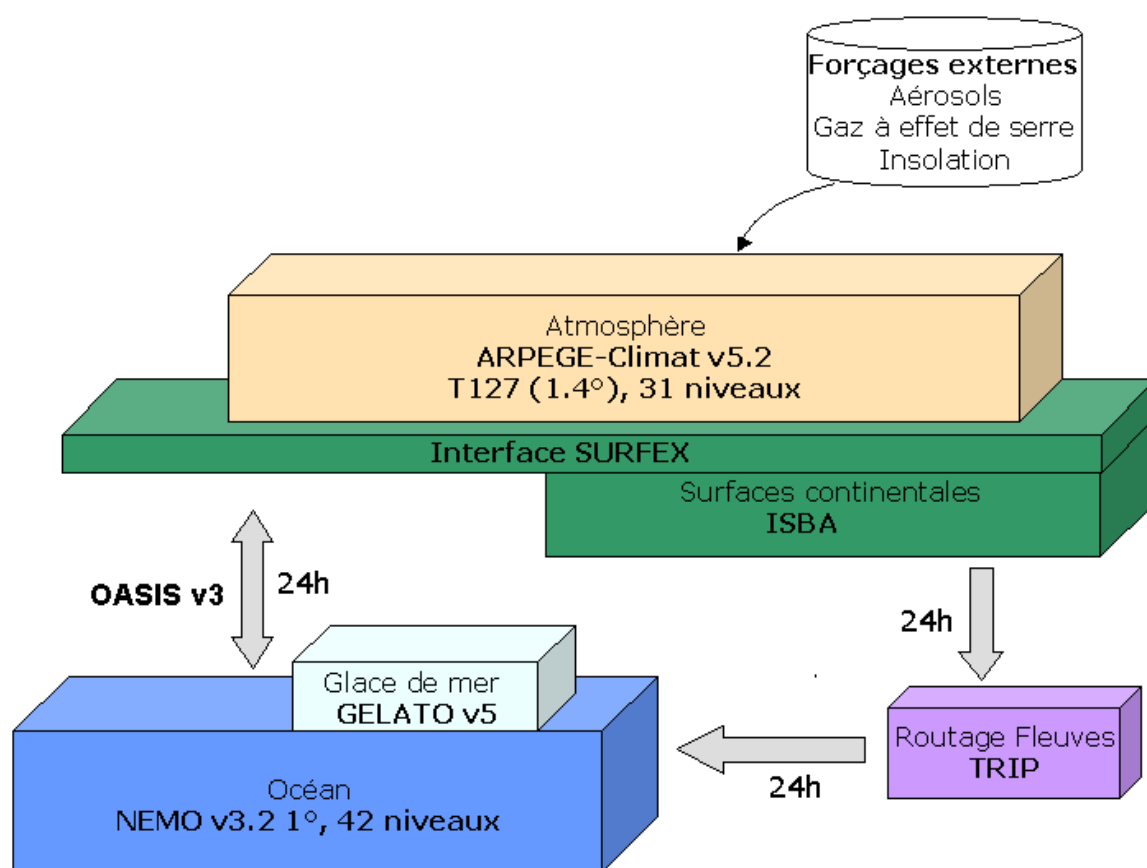 Forçages externes
Aérosols
Gaz à effet de serre
Insolation
Atmosphère
ARPEGE-Climat v5.2
T127 (1.4°), 31 niveaux
Interface SURFEX
Surfaces continentales
ISBA
OASIS v3
24h
24h
Glace de mer
GELATO v5
Routage Fleuves
TRIP
24h
Océan
NEMO v3.2 1°, 42 niveaux